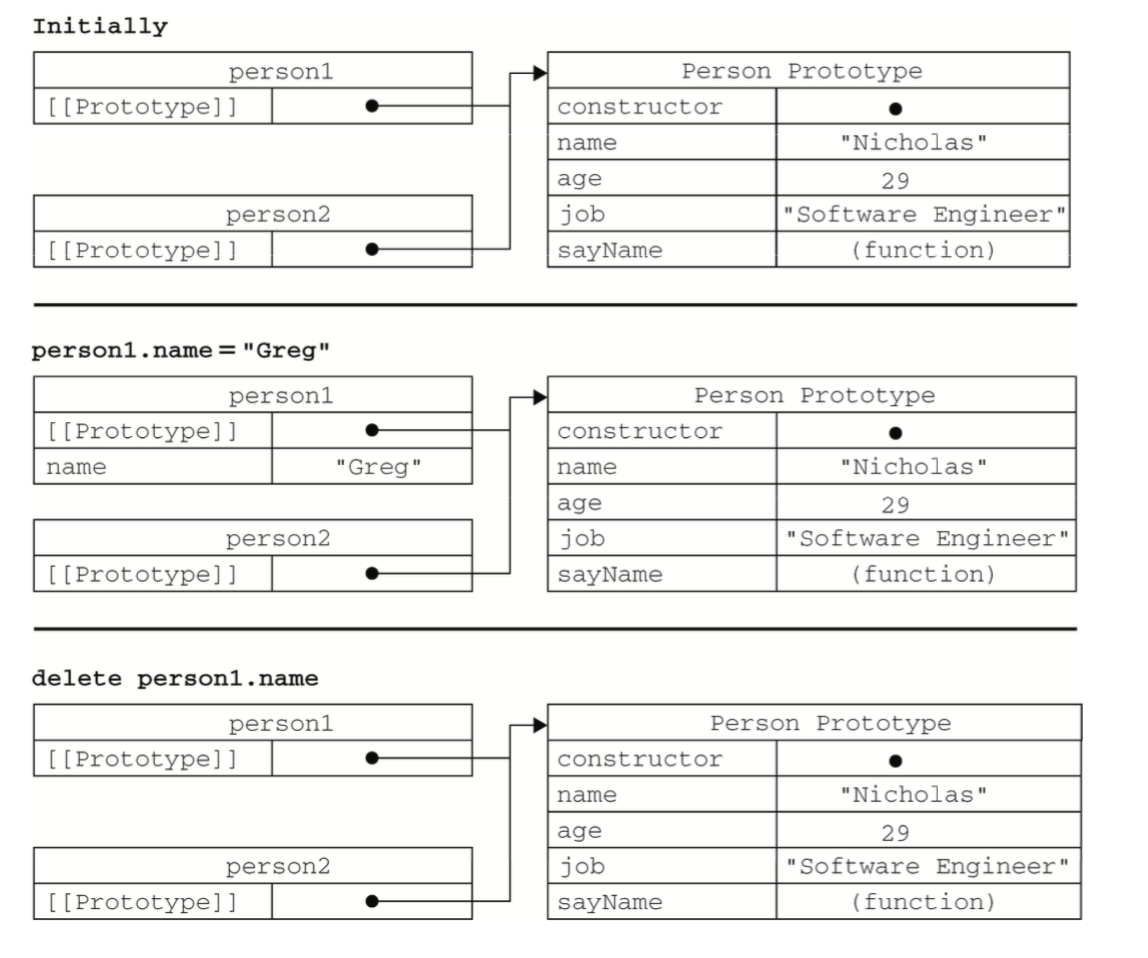 Initially
person1
[[Prototype]]
Person Prototype
constructor
name "Nicholas"
age 29
job "Software Engineer"
sayName (function)
person2
[[Prototype]]
person1.name = "Greg"
person1
[[Prototype]]
name "Greg"
Person Prototype
constructor
name "Nicholas"
age 29
job "Software Engineer"
sayName (function)
person2
[[Prototype]]
delete person1.name
person1
[[Prototype]]
Person Prototype
constructor
name "Nicholas"
age 29
job "Software Engineer"
sayName (function)
person2
[[Prototype]]